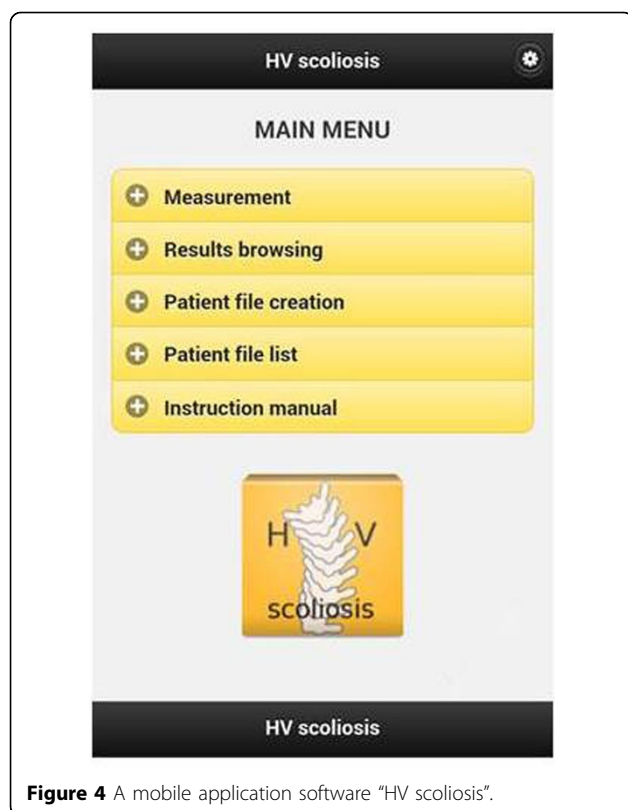 HV scoliosis
MAIN MENU
Measurement
Results browsing
Patient file creation
Patient file list
Instruction manual
H V
scoliosis
HV scoliosis
Figure 4 A mobile application software “HV scoliosis”.